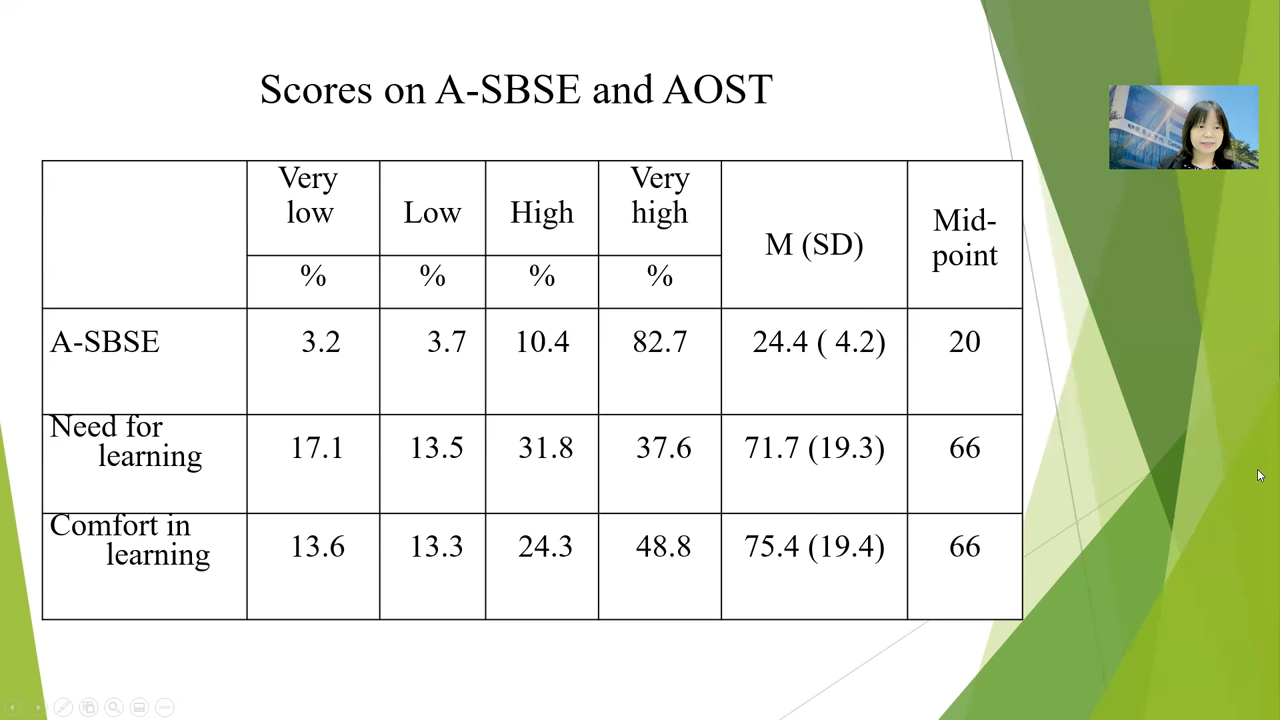 Scores on A-SBSE and AOST
Very low
Low
High
Very high
M (SD)
Mid-point
%
%
%
%
A-SBSE
3.2
3.7
10.4
82.7
24.4 ( 4.2)
20
Need for learning
17.1
13.5
31.8
37.6
71.7 (19.3)
66
Comfort in learning
13.6
13.3
24.3
48.8
75.4 (19.4)
66